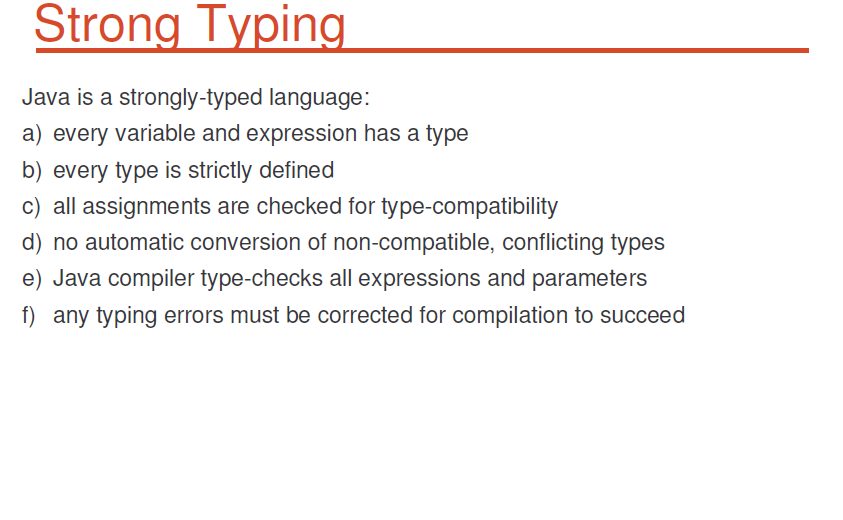 Strong Typing
Java is a strongly-typed language:
a) every variable and expression has a type
b) every type is strictly defined
c) all assignments are checked for type-compatibility
d) no automatic conversion of non-compatible, conflicting types
e) Java compiler type-checks all expressions and parameters
f) any typing errors must be corrected for compilation to succeed